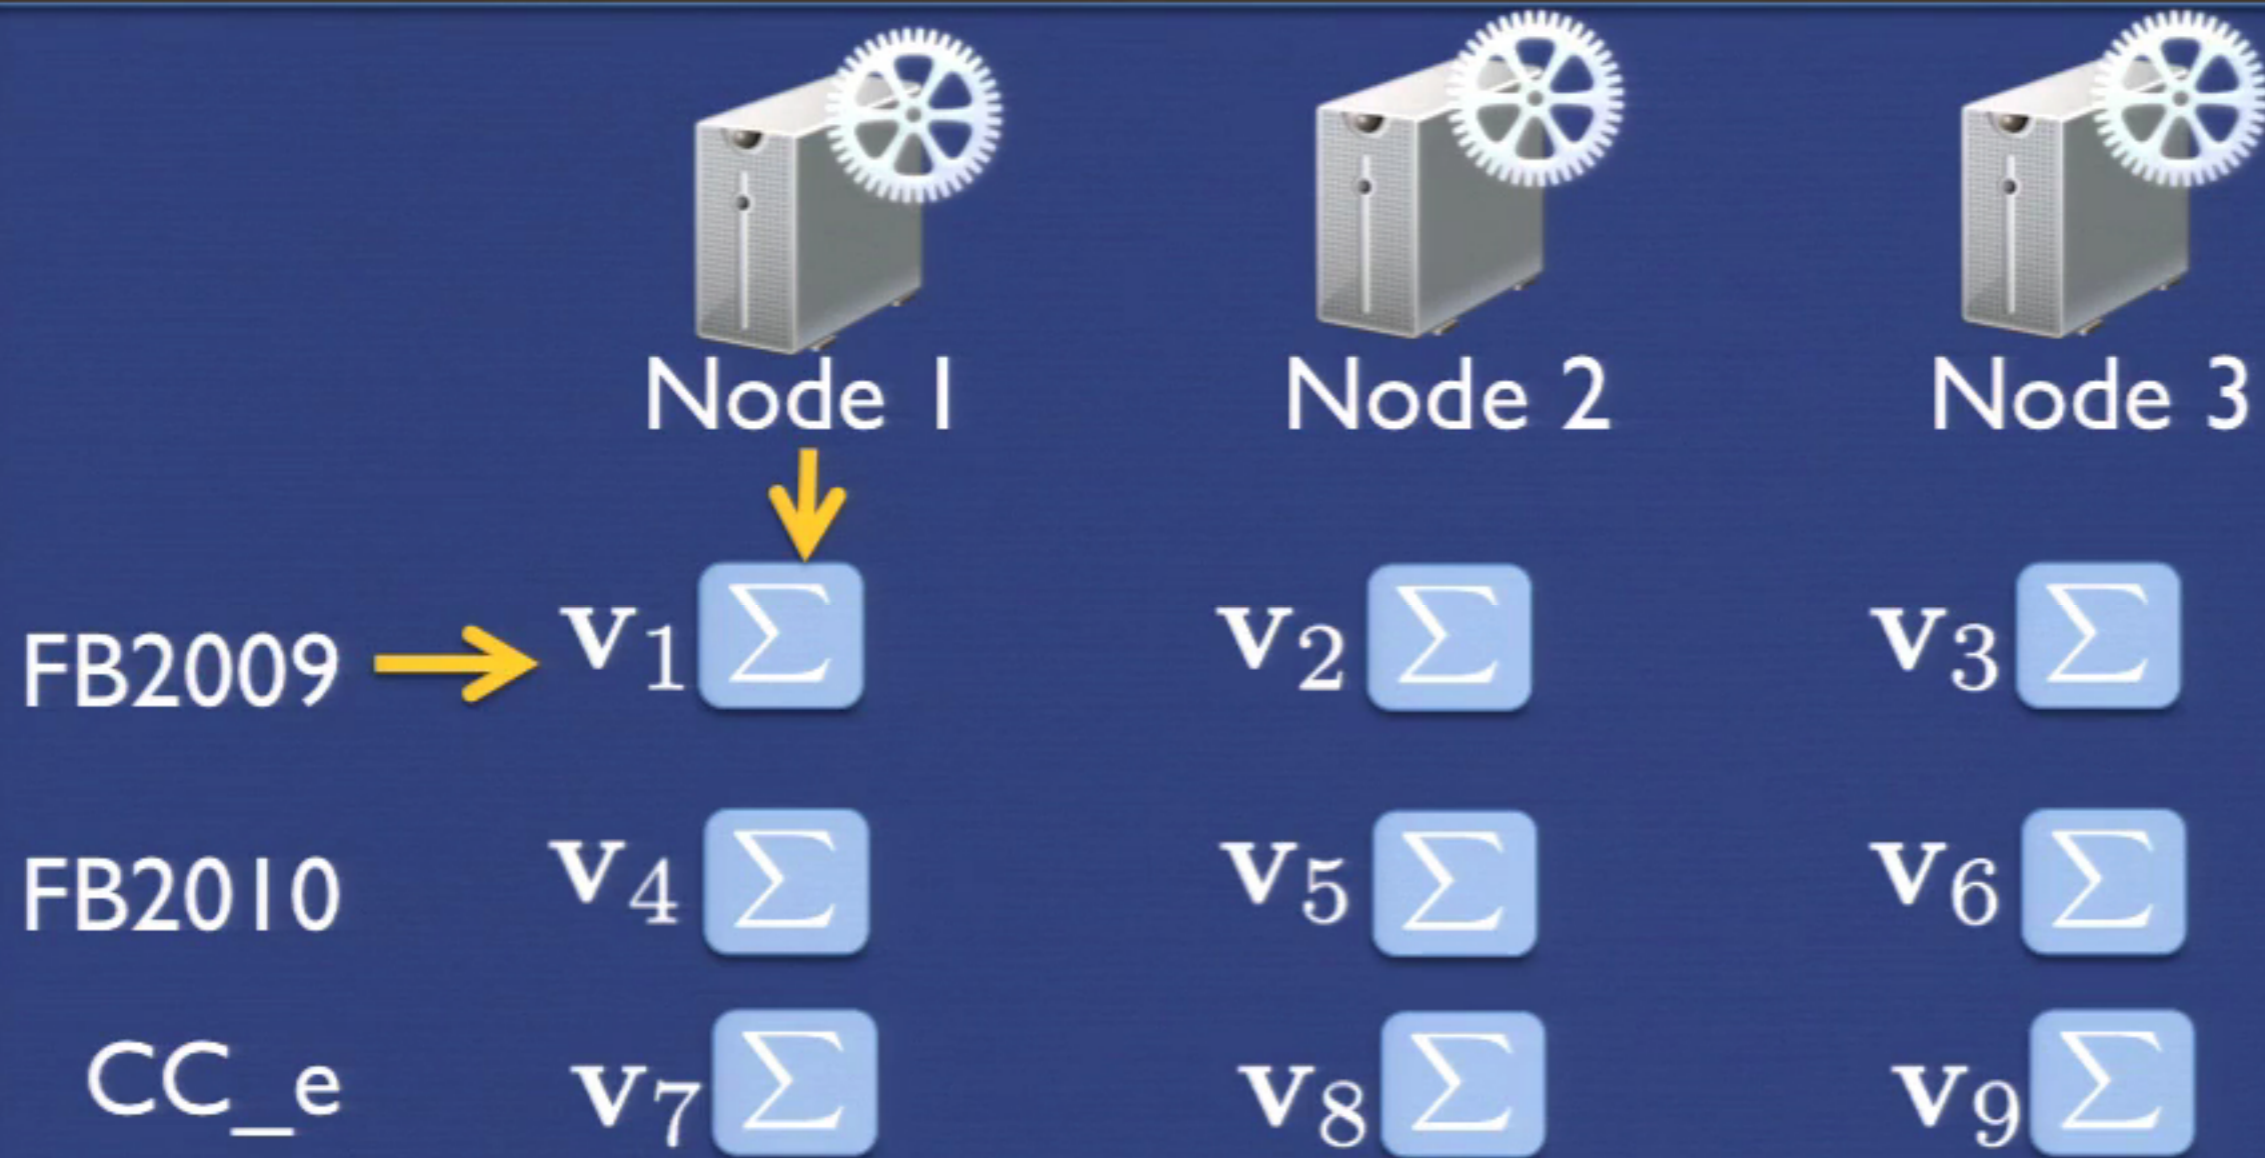 Node 1 Node 2 Node 3
FB2009 v1 Σ v2 Σ v3 Σ
FB2010 v4 Σ v5 Σ v6 Σ
CC_e v7 Σ v8 Σ v9 Σ